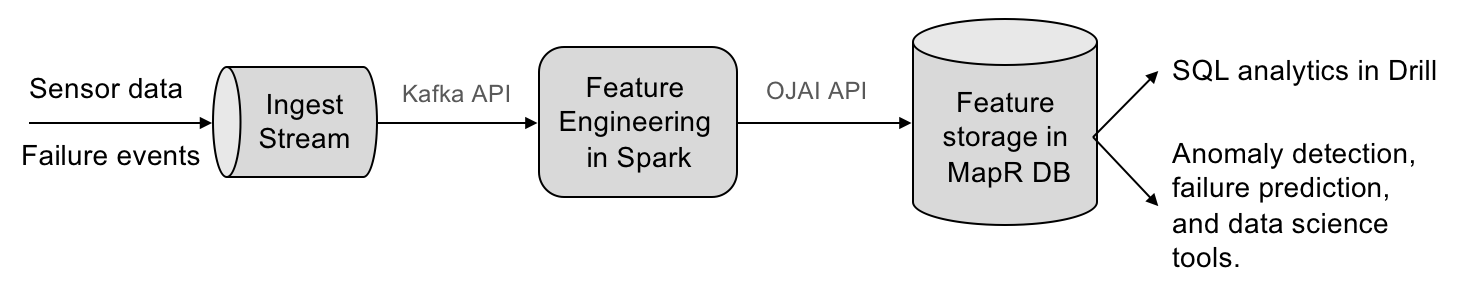 Sensor data
Failure events
Ingest
Stream
Kafka API
Feature
Engineering
in Spark
OJAI API
Feature
storage in
MapR DB
SQL analytics in Drill
Anomaly detection,
failure prediction,
and data science
tools.